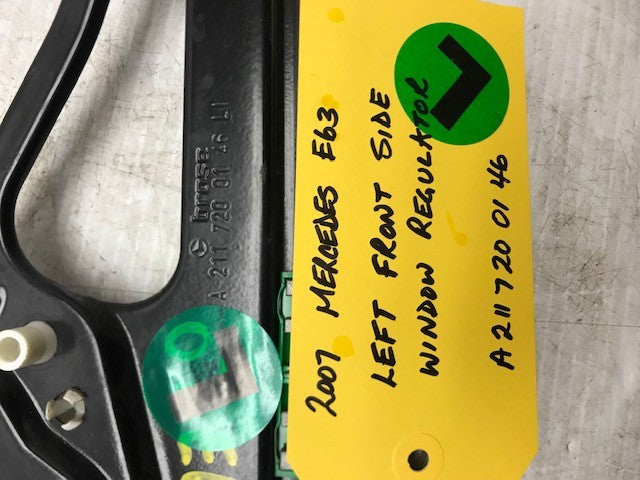 2007 MERCEDES E63
LEFT FRONT SIDE
WINDOW REGULATOR
A 211 720 01 46
L
brose
A 211 720 01 46 LI
L